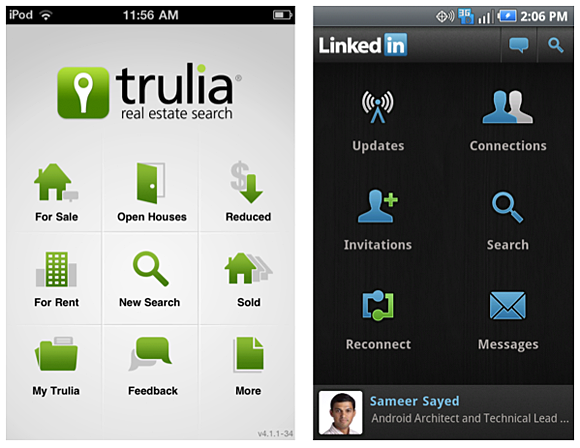 iPod 11:56 AM
trulia®
real estate search
For Sale Open Houses Reduced
For Rent New Search Sold
My Trulia Feedback More
v4.1.1-34
3G 2:06 PM
Linked in
Updates Connections
Invitations Search
Reconnect Messages
Sameer Sayed
Android Architect and Technical Lead ...